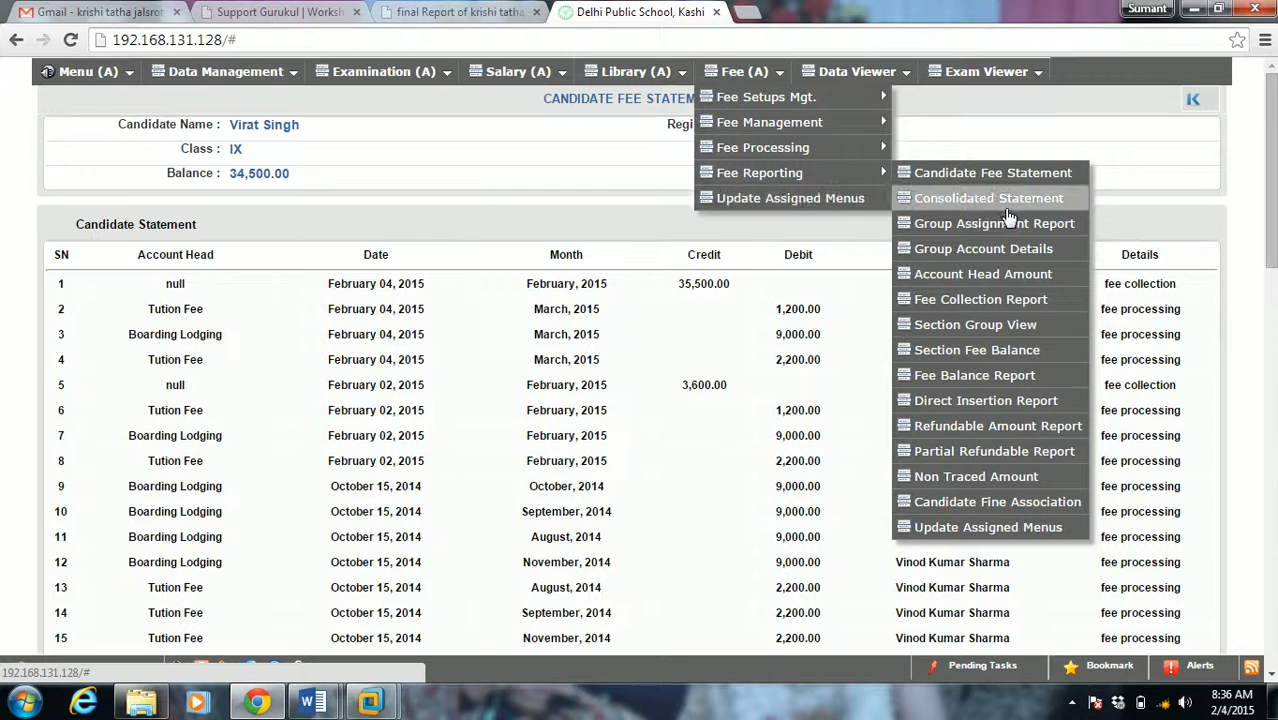 Gmail - krishi tatha jalsrot × Support Gurukul | Worksh × final Report of krishi tatha × Delhi Public School, Kashi × Sumant
192.168.131.128/#
Menu (A) Data Management Examination (A) Salary (A) Library (A) Fee (A) Data Viewer Exam Viewer
CANDIDATE FEE STATEM
Fee Setups Mgt.
Fee Management
Fee Processing
Fee Reporting
Update Assigned Menus
Candidate Fee Statement
Consolidated Statement
Group Assignment Report
Group Account Details
Account Head Amount
Fee Collection Report
Section Group View
Section Fee Balance
Fee Balance Report
Direct Insertion Report
Refundable Amount Report
Partial Refundable Report
Non Traced Amount
Candidate Fine Association
Update Assigned Menus
Candidate Name : Virat Singh Regi
Class : IX
Balance : 34,500.00
Candidate Statement
SN Account Head Date Month Credit Debit Details
1 null February 04, 2015 February, 2015 35,500.00 fee collection
2 Tution Fee February 04, 2015 March, 2015 1,200.00 fee processing
3 Boarding Lodging February 04, 2015 March, 2015 9,000.00 fee processing
4 Tution Fee February 04, 2015 March, 2015 2,200.00 fee processing
5 null February 02, 2015 February, 2015 3,600.00 fee collection
6 Tution Fee February 02, 2015 February, 2015 1,200.00 fee processing
7 Boarding Lodging February 02, 2015 February, 2015 9,000.00 fee processing
8 Tution Fee February 02, 2015 February, 2015 2,200.00 fee processing
9 Boarding Lodging October 15, 2014 October, 2014 9,000.00 fee processing
10 Boarding Lodging October 15, 2014 September, 2014 9,000.00 fee processing
11 Boarding Lodging October 15, 2014 August, 2014 9,000.00 fee processing
12 Boarding Lodging October 15, 2014 November, 2014 9,000.00 Vinod Kumar Sharma fee processing
13 Tution Fee October 15, 2014 August, 2014 2,200.00 Vinod Kumar Sharma fee processing
14 Tution Fee October 15, 2014 September, 2014 2,200.00 Vinod Kumar Sharma fee processing
15 Tution Fee October 15, 2014 November, 2014 2,200.00 Vinod Kumar Sharma fee processing
192.168.131.128/#
Pending Tasks Bookmark Alerts
8:36 AM
2/4/2015